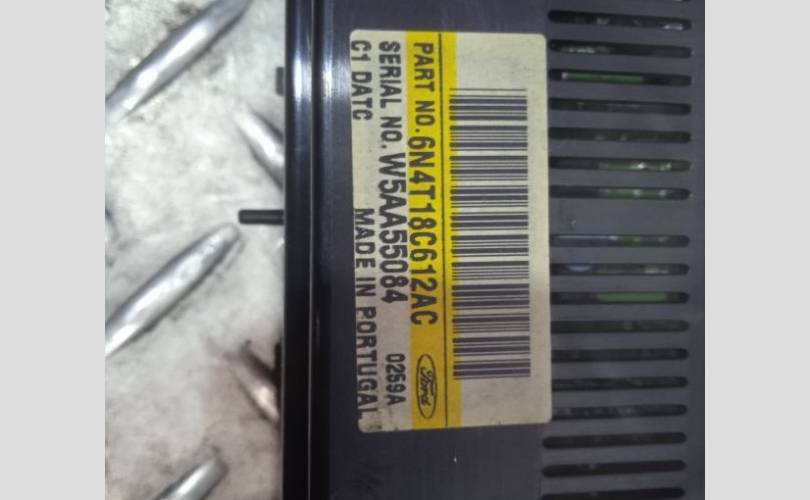 PART NO. 6N4T18C612AC Ford
SERIAL NO. W5AA55084 0259A
C1 DATC MADE IN PORTUGAL